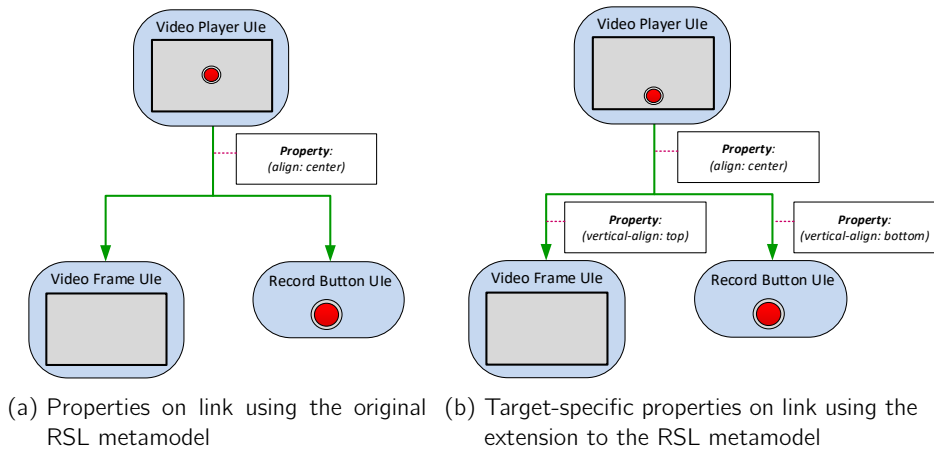 Video Player UIe
Property:
(align: center)
Video Frame UIe
Record Button UIe
(a) Properties on link using the original
RSL metamodel
Video Player UIe
Property:
(align: center)
Property:
(vertical-align: top)
Property:
(vertical-align: bottom)
Video Frame UIe
Record Button UIe
(b) Target-specific properties on link using the
extension to the RSL metamodel